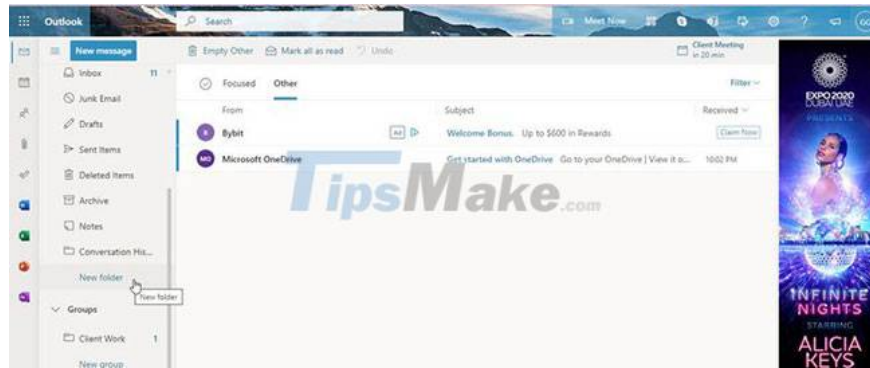 Outlook
Search
Meet Now
New message
Empty Other
Mark all as read
Undo
Client Meeting
in 20 min
Inbox 11
Junk Email
Drafts
Sent Items
Deleted Items
Archive
Notes
Conversation His...
New folder
New folder
Groups
Client Work 1
New group
Focused
Other
Filter
From
Subject
Received
B
Bybit
Ad
Welcome Bonus. Up to $600 in Rewards
Claim Now
MO
Microsoft OneDrive
Get started with OneDrive Go to your OneDrive | View it o...
10:02 PM
TipsMake.com
EXPO 2020
DUBAI UAE
PRESENTS
INFINITE
NIGHTS
STARRING
ALICIA
KEYS